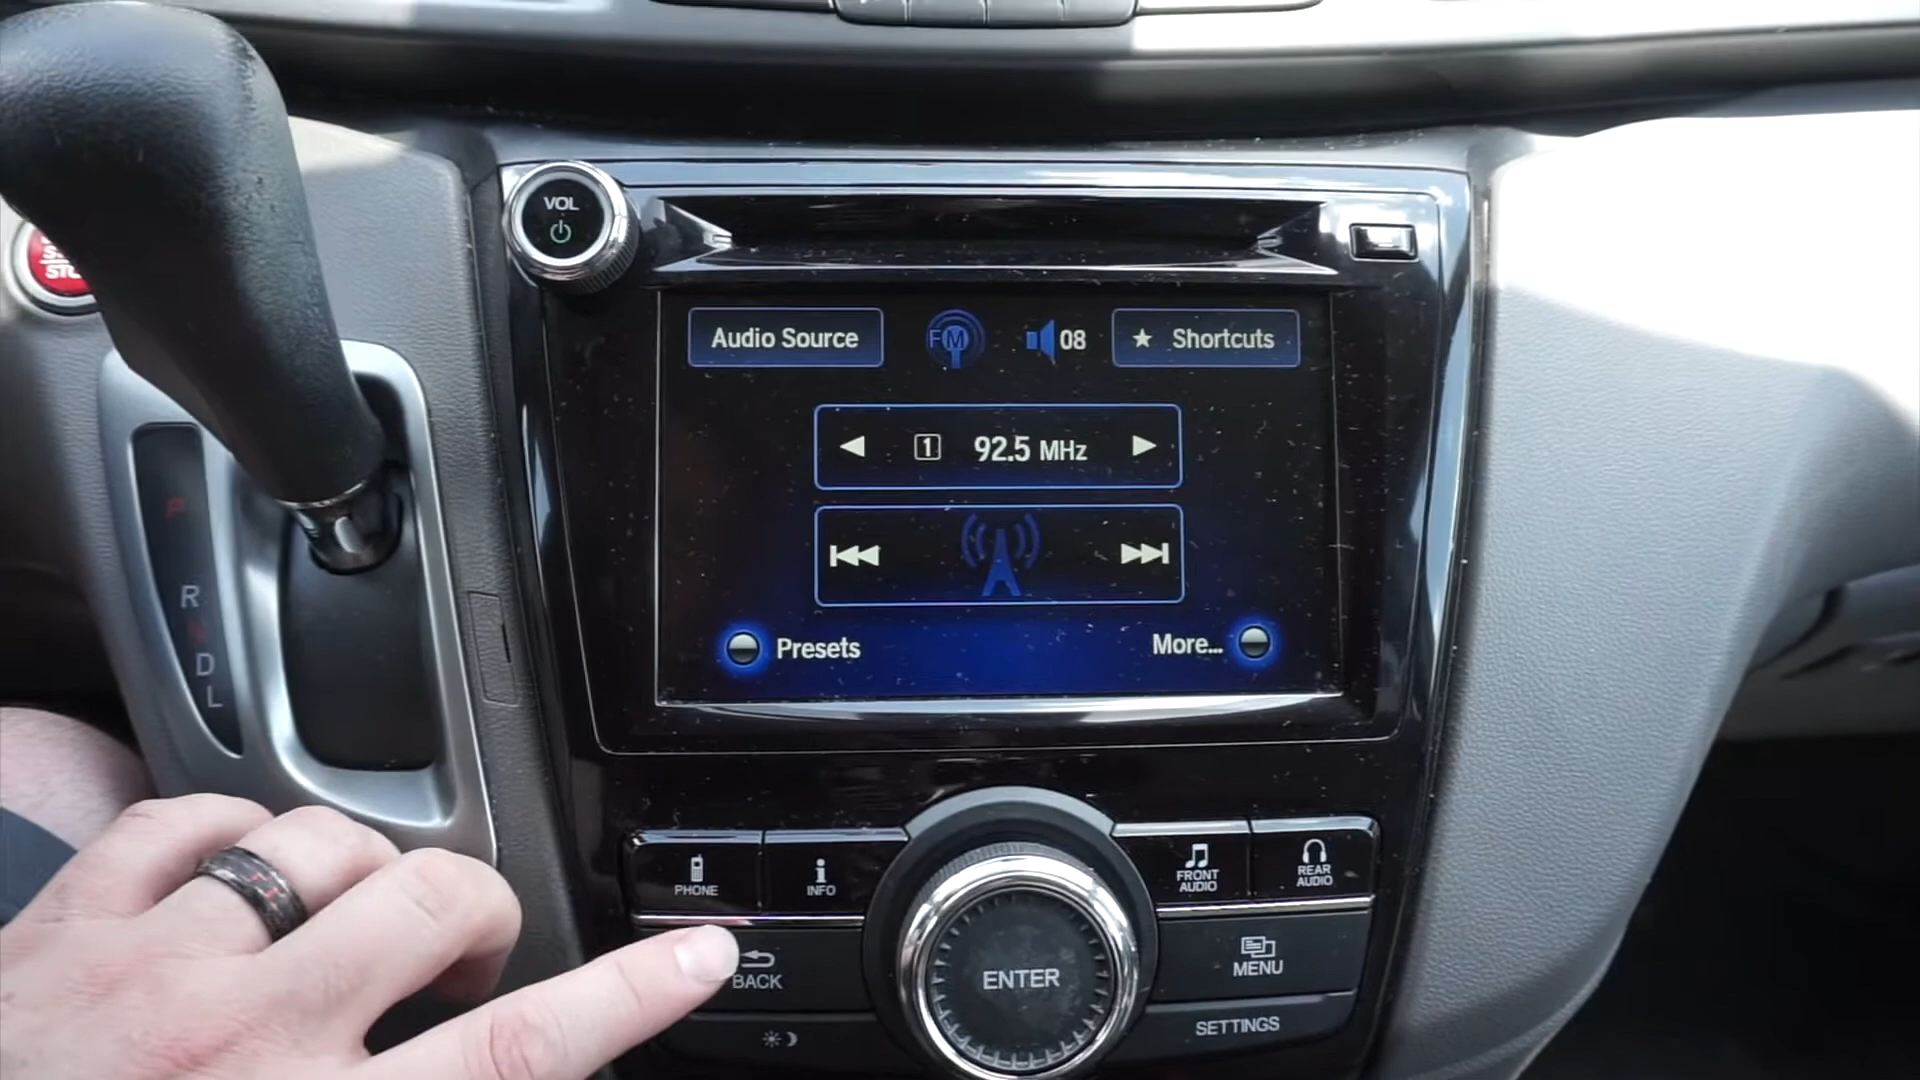 VOL
Audio Source
FM
08
★ Shortcuts
1 92.5 MHz
Presets
More...
P
R
N
D
L
PHONE
INFO
FRONT
AUDIO
REAR
AUDIO
BACK
ENTER
MENU
SETTINGS